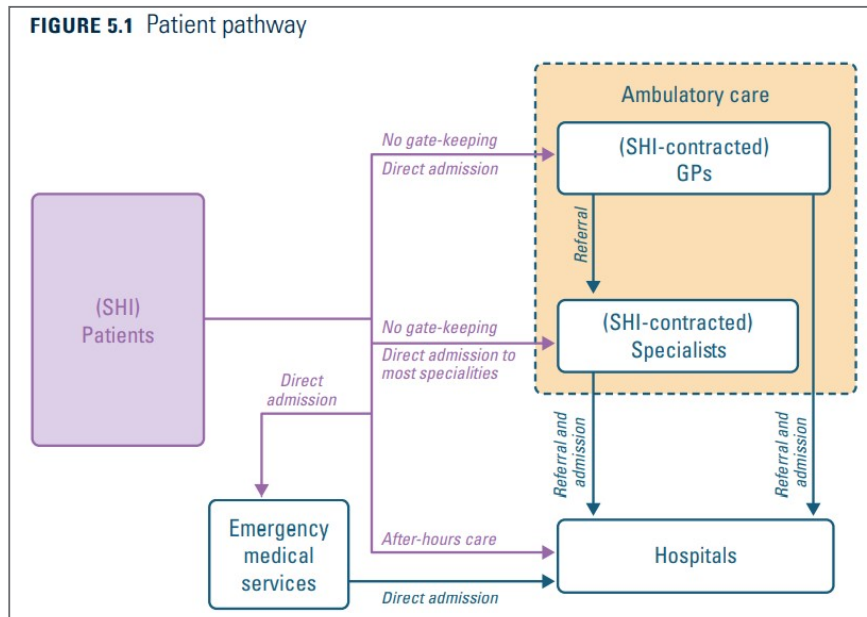 FIGURE 5.1 Patient pathway
Ambulatory care
No gate-keeping
Direct admission
(SHI-contracted)
GPs
Referral
(SHI)
Patients
No gate-keeping
Direct admission to
most specialities
(SHI-contracted)
Specialists
Direct
admission
Referral and
admission
Referral and
admission
Emergency
medical
services
After-hours care
Hospitals
Direct admission